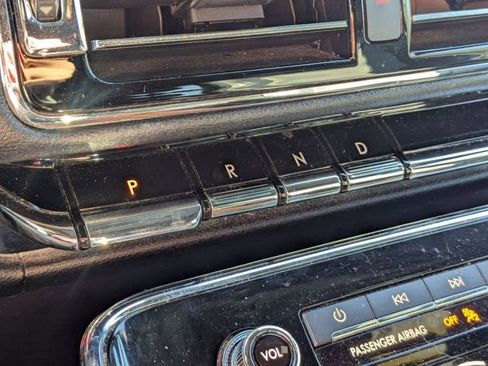 P R N D
VOL
PASSENGER AIRBAG OFF